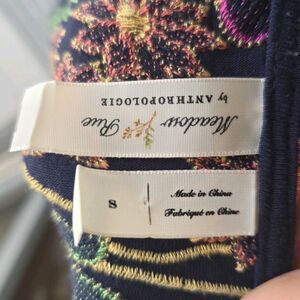 Meadow Rue
by ANTHROPOLOGIE
S
Made in China
Fabriqué en Chine